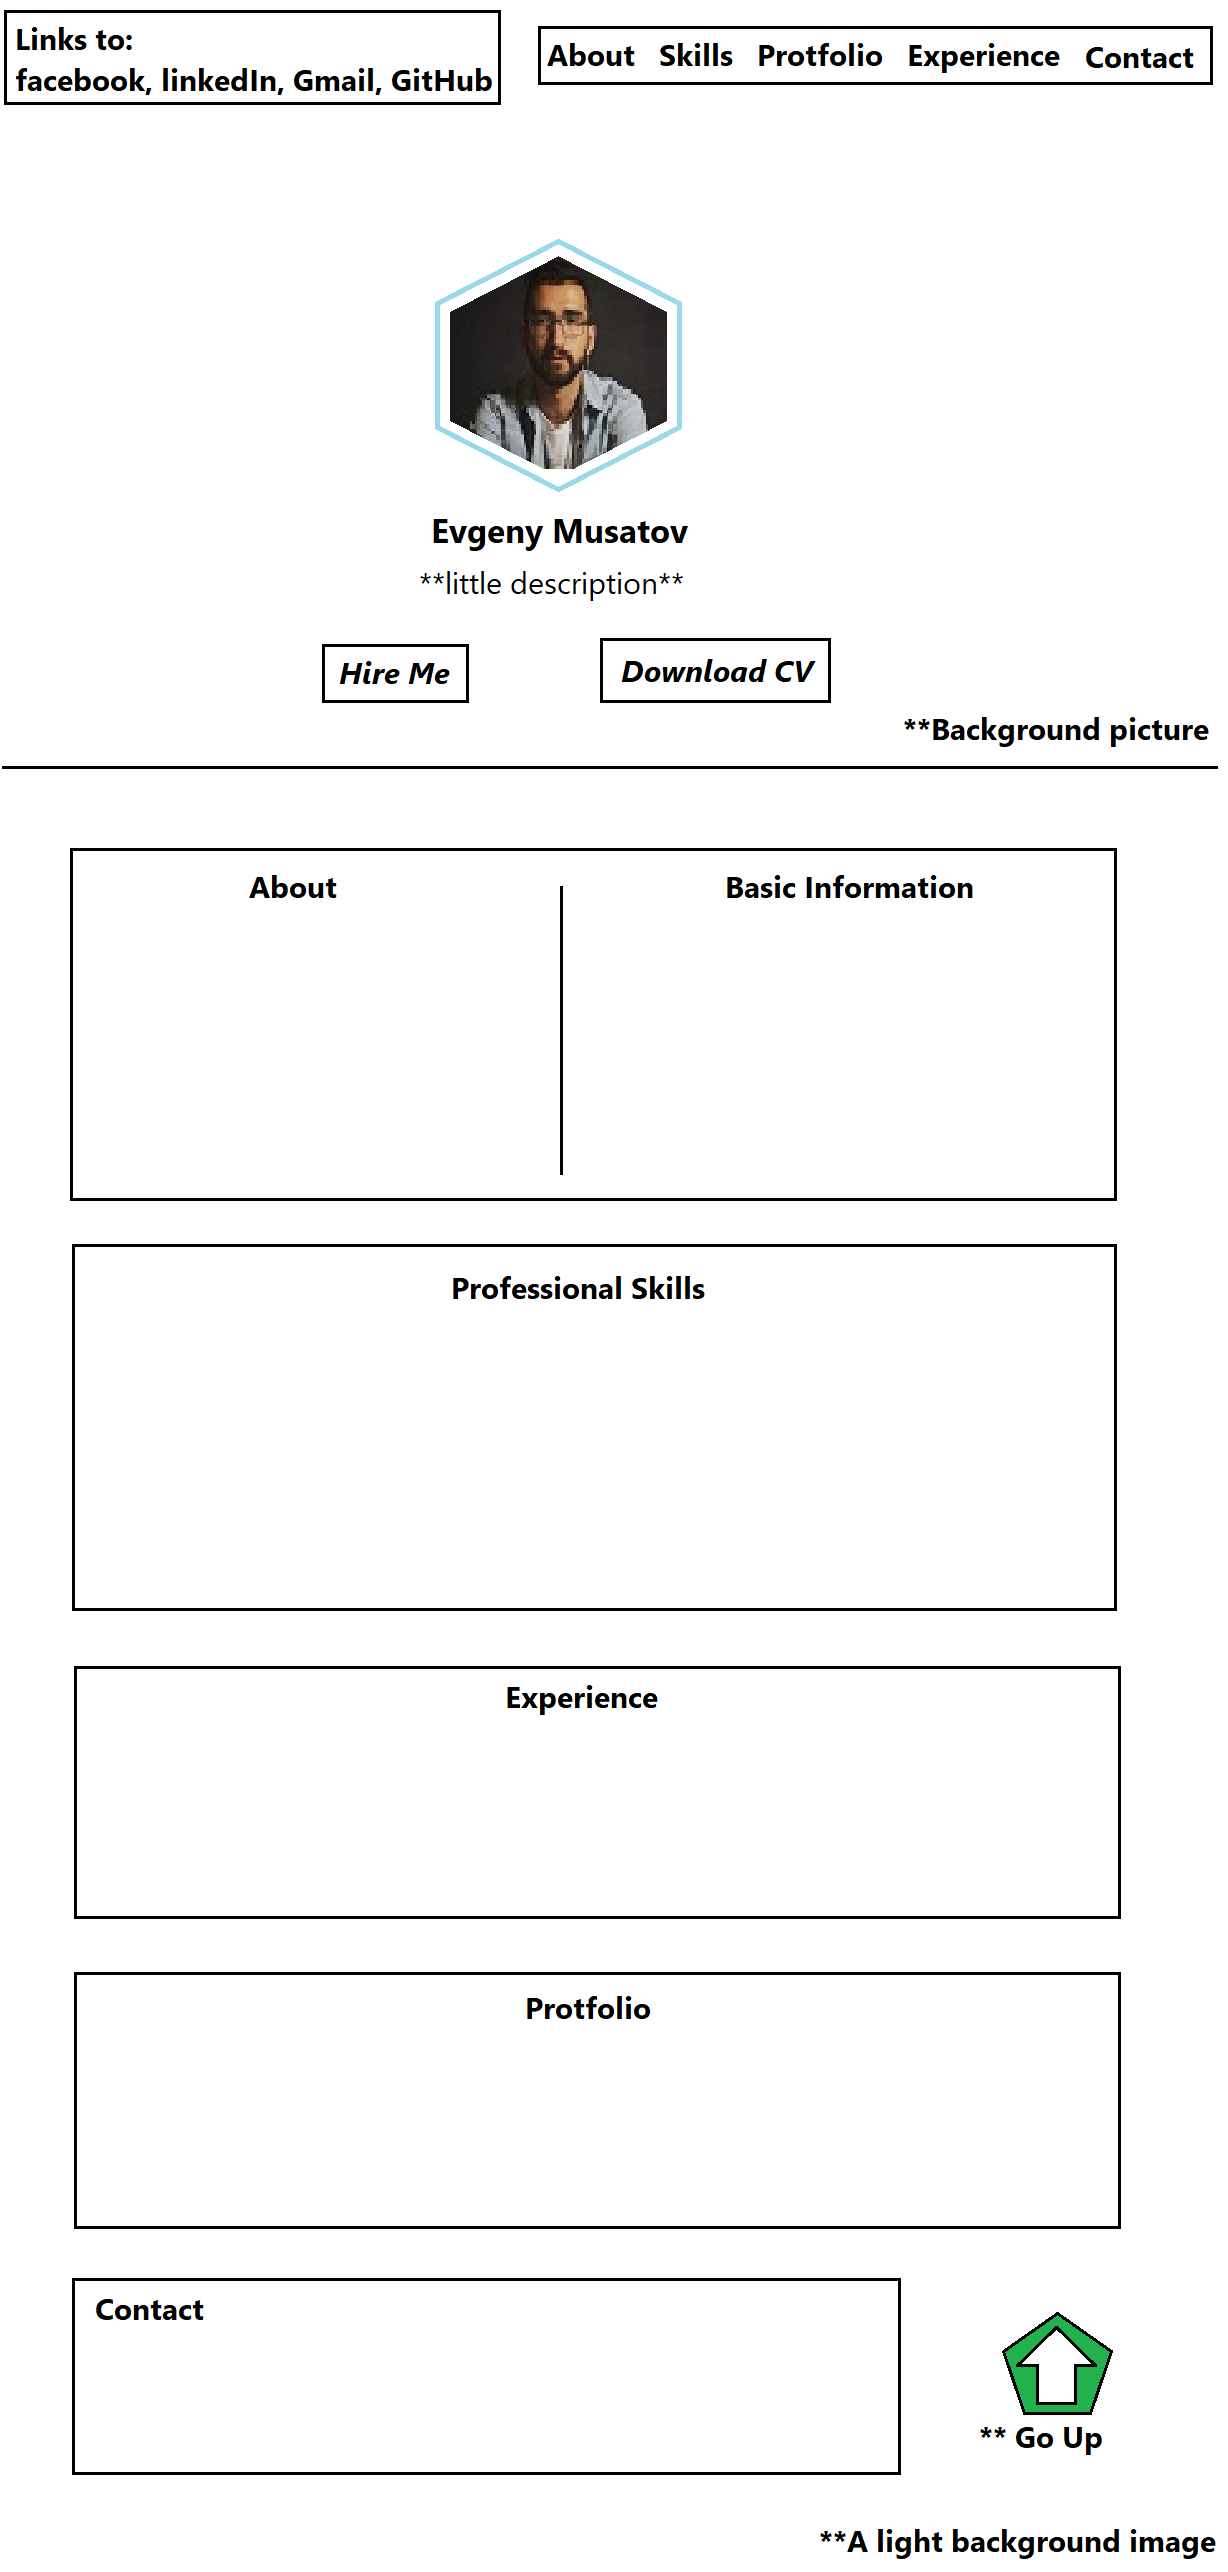 Links to:
facebook, linkedIn, Gmail, GitHub
About Skills Protfolio Experience Contact
Evgeny Musatov
**little description**
Hire Me
Download CV
**Background picture
About
Basic Information
Professional Skills
Experience
Protfolio
Contact
** Go Up
**A light background image